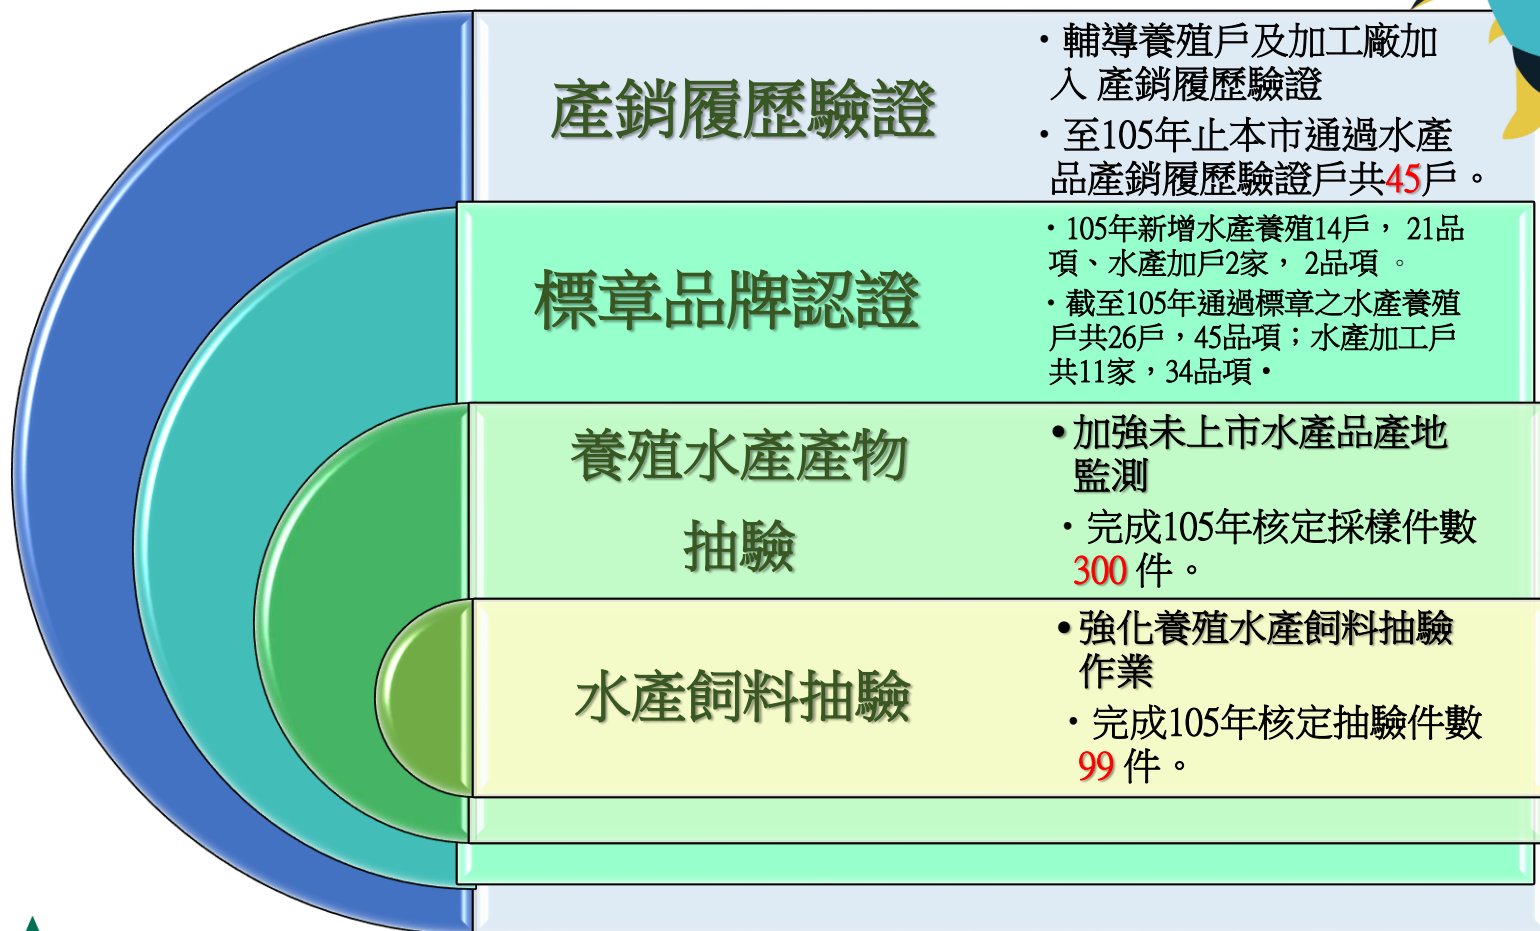 產銷履歷驗證
・輔導養殖戶及加工廠加
入 產銷履歷驗證
・至105年止本市通過水產
品產銷履歷驗證戶共45戶。
標章品牌認證
・105年新增水產養殖14戶， 21品
項、水產加戶2家， 2品項 。
・截至105年通過標章之水產養殖
戶共26戶，45品項；水產加工戶
共11家，34品項•
養殖水產產物
抽驗
•加強未上市水產品產地
監測
・完成105年核定採樣件數
300 件。
水產飼料抽驗
•強化養殖水產飼料抽驗
作業
・完成105年核定抽驗件數
99 件。